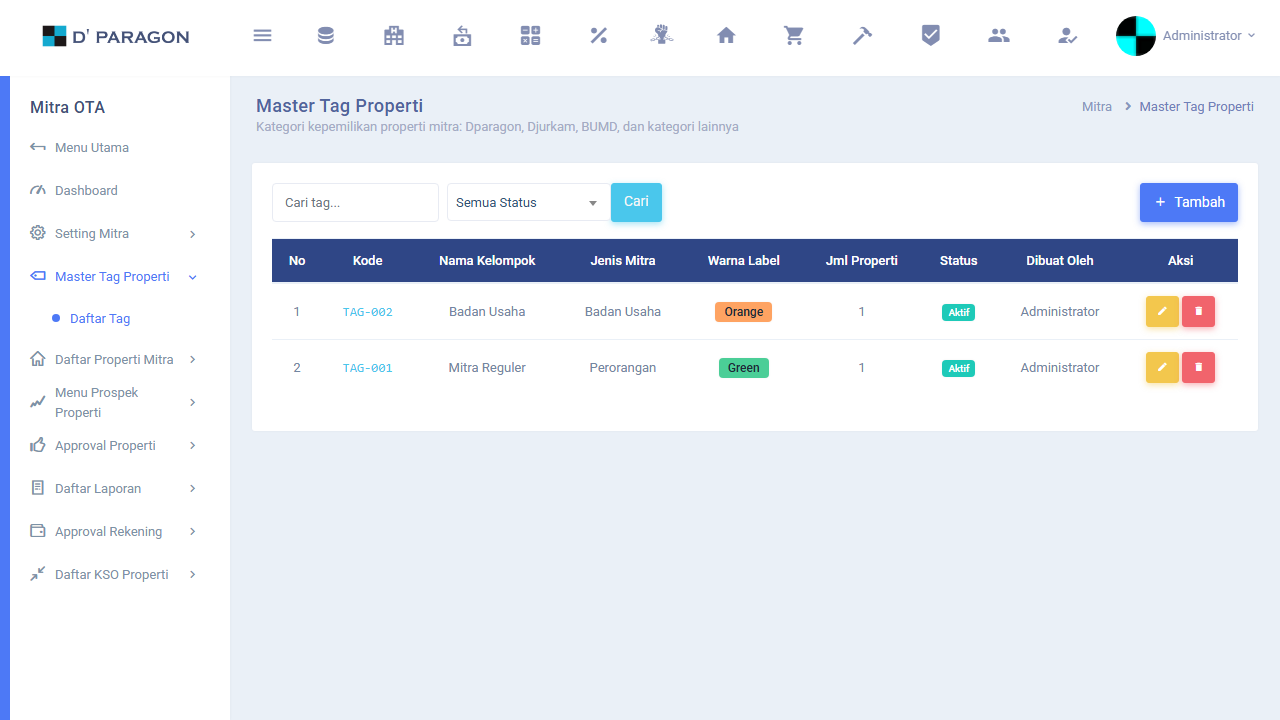 D' PARAGON
Administrator
Mitra OTA
Menu Utama
Dashboard
Setting Mitra
Master Tag Properti
Daftar Tag
Daftar Properti Mitra
Menu Prospek
Properti
Approval Properti
Daftar Laporan
Approval Rekening
Daftar KSO Properti
Master Tag Properti
Kategori kepemilikan properti mitra: Dparagon, Djurkam, BUMD, dan kategori lainnya
Mitra > Master Tag Properti
Cari tag... Semua Status Cari + Tambah
No Kode Nama Kelompok Jenis Mitra Warna Label Jml Properti Status Dibuat Oleh Aksi
1 TAG-002 Badan Usaha Badan Usaha Orange 1 Aktif Administrator
2 TAG-001 Mitra Reguler Perorangan Green 1 Aktif Administrator